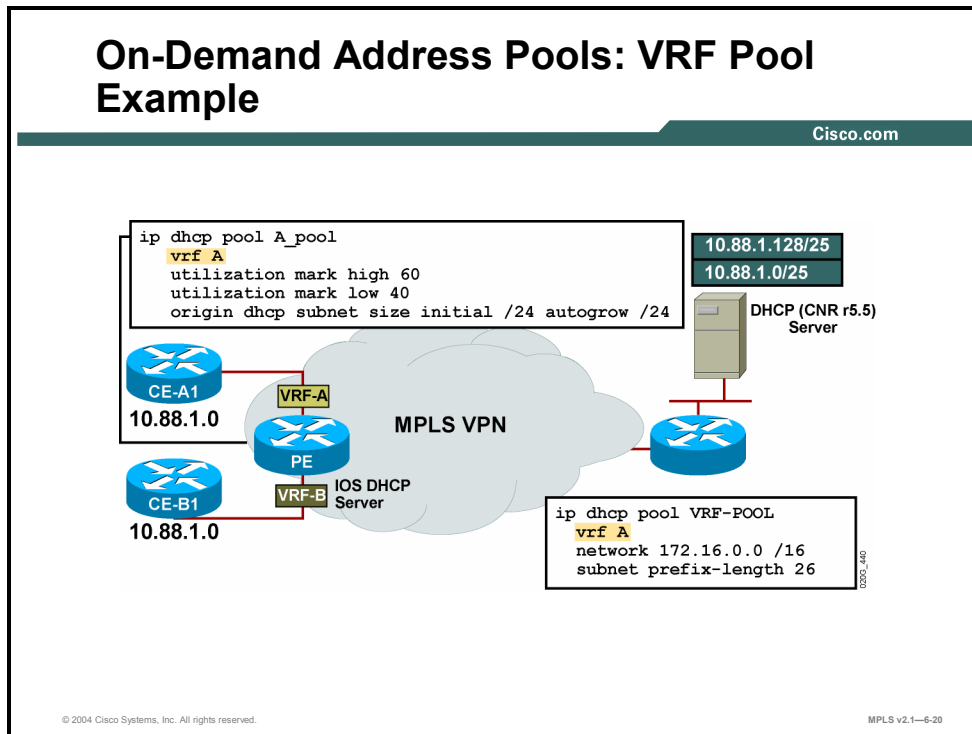 On-Demand Address Pools: VRF Pool
Example
Cisco.com
ip dhcp pool A_pool
vrf A
utilization mark high 60
utilization mark low 40
origin dhcp subnet size initial /24 autogrow /24
10.88.1.128/25
10.88.1.0/25
DHCP (CNR r5.5)
Server
CE-A1
10.88.1.0
VRF-A
MPLS VPN
PE
CE-B1
10.88.1.0
VRF-B
IOS DHCP
Server
ip dhcp pool VRF-POOL
vrf A
network 172.16.0.0 /16
subnet prefix-length 26
020G_440
© 2004 Cisco Systems, Inc. All rights reserved.
MPLS v2.1—6-20